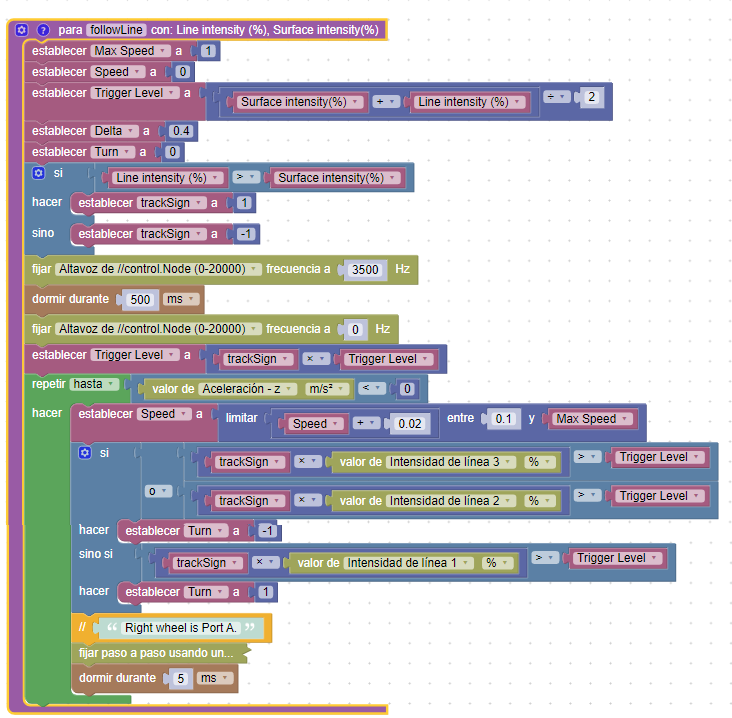 para followLine con: Line intensity (%), Surface intensity(%)
establecer Max Speed a 1
establecer Speed a 0
establecer Trigger Level a Surface intensity(%) + Line intensity (%) ÷ 2
establecer Delta a 0.4
establecer Turn a 0
si Line intensity (%) > Surface intensity(%)
hacer establecer trackSign a 1
sino establecer trackSign a -1
fijar Altavoz de //control.Node (0-20000) frecuencia a 3500 Hz
dormir durante 500 ms
fijar Altavoz de //control.Node (0-20000) frecuencia a 0 Hz
establecer Trigger Level a trackSign × Trigger Level
repetir hasta valor de Aceleración - z m/s² < 0
hacer establecer Speed a limitar Speed + 0.02 entre 0.1 y Max Speed
si trackSign × valor de Intensidad de línea 3 % > Trigger Level
o
trackSign × valor de Intensidad de línea 2 % > Trigger Level
hacer establecer Turn a -1
sino si trackSign × valor de Intensidad de línea 1 % > Trigger Level
hacer establecer Turn a 1
// “ Right wheel is Port A. ”
fijar paso a paso usando un...
dormir durante 5 ms